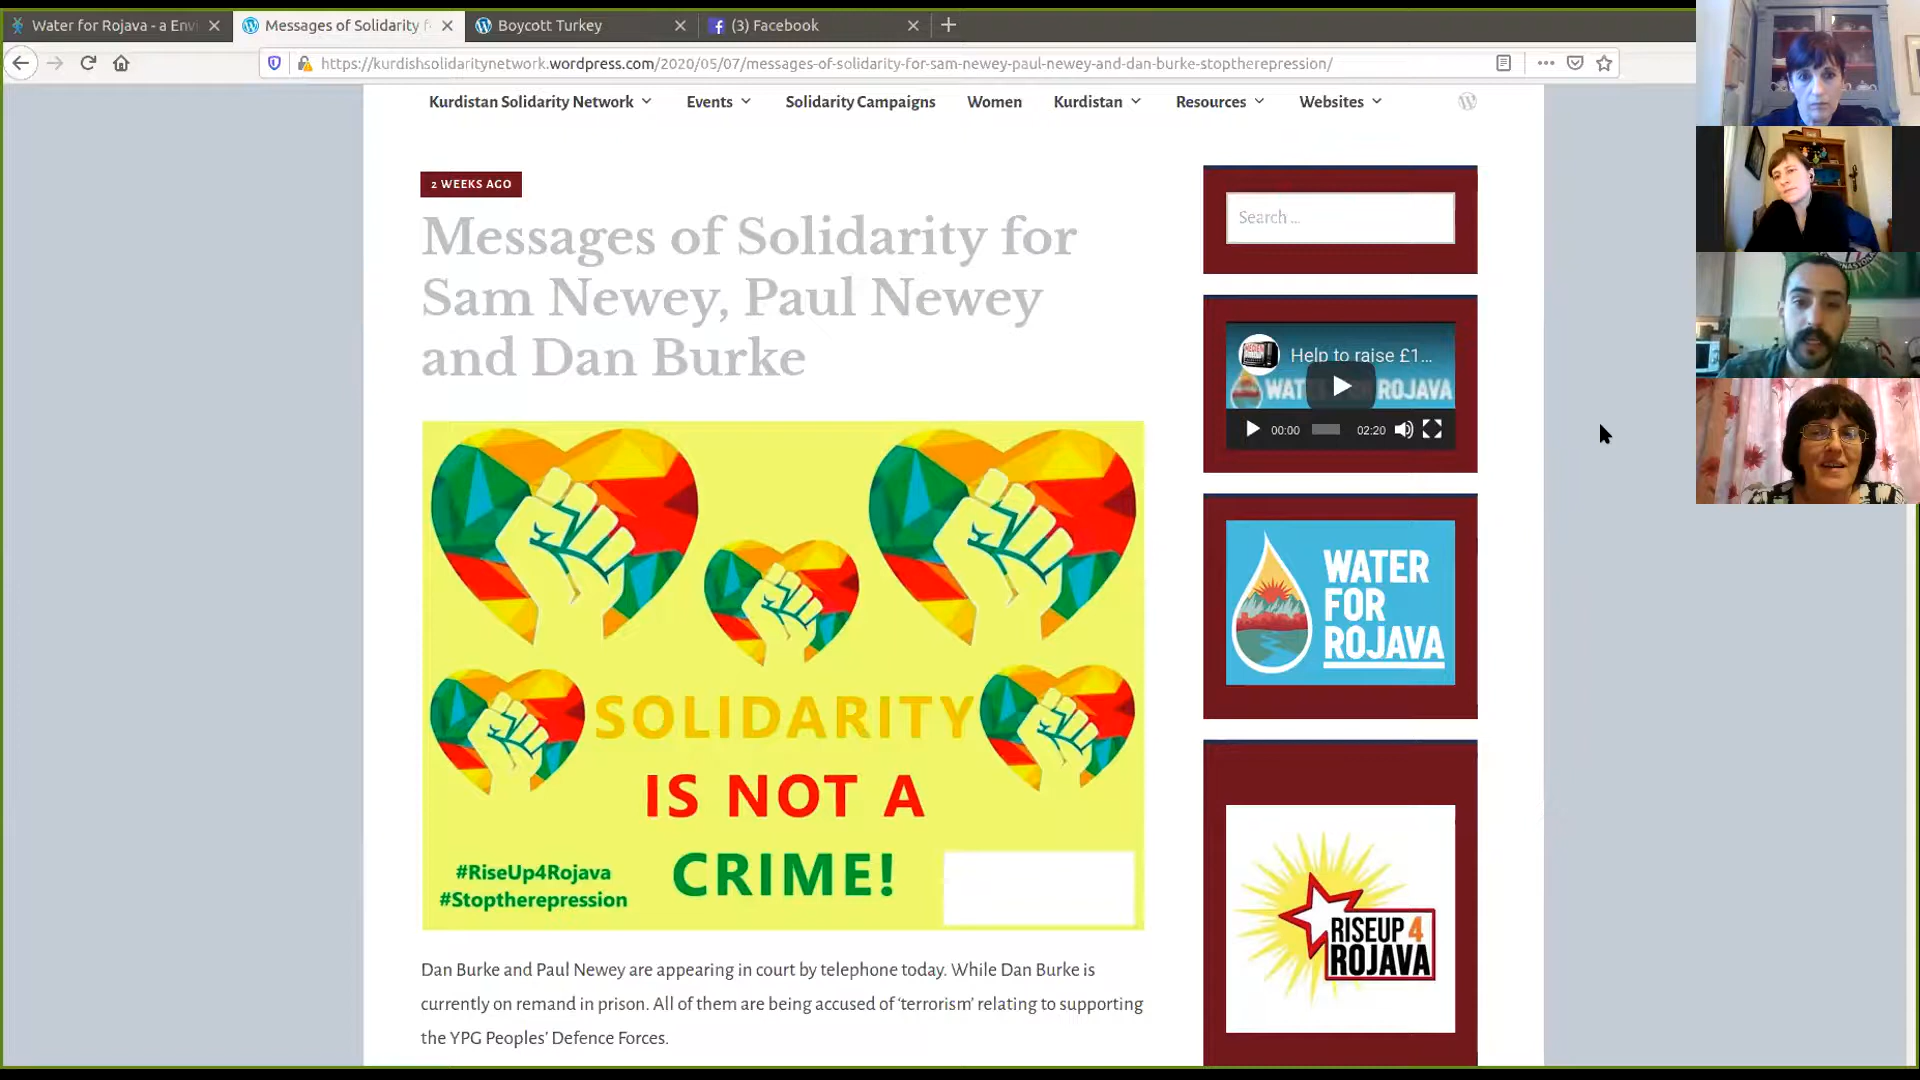 Water for Rojava - a Envi
Messages of Solidarity f
Boycott Turkey
(3) Facebook
https://kurdishsolidaritynetwork.wordpress.com/2020/05/07/messages-of-solidarity-for-sam-newey-paul-newey-and-dan-burke-stoptherepression/
Kurdistan Solidarity Network Events Solidarity Campaigns Women Kurdistan Resources Websites
2 WEEKS AGO
Messages of Solidarity for
Sam Newey, Paul Newey
and Dan Burke
SOLIDARITY
IS NOT A
CRIME!
#RiseUp4Rojava
#Stoptherepression
Dan Burke and Paul Newey are appearing in court by telephone today. While Dan Burke is
currently on remand in prison. All of them are being accused of ‘terrorism’ relating to supporting
the YPG Peoples’ Defence Forces.
Search ...
Help to raise £1...
WATER ROJAVA
00:00 02:20
WATER
FOR
ROJAVA
RISEUP 4
ROJAVA